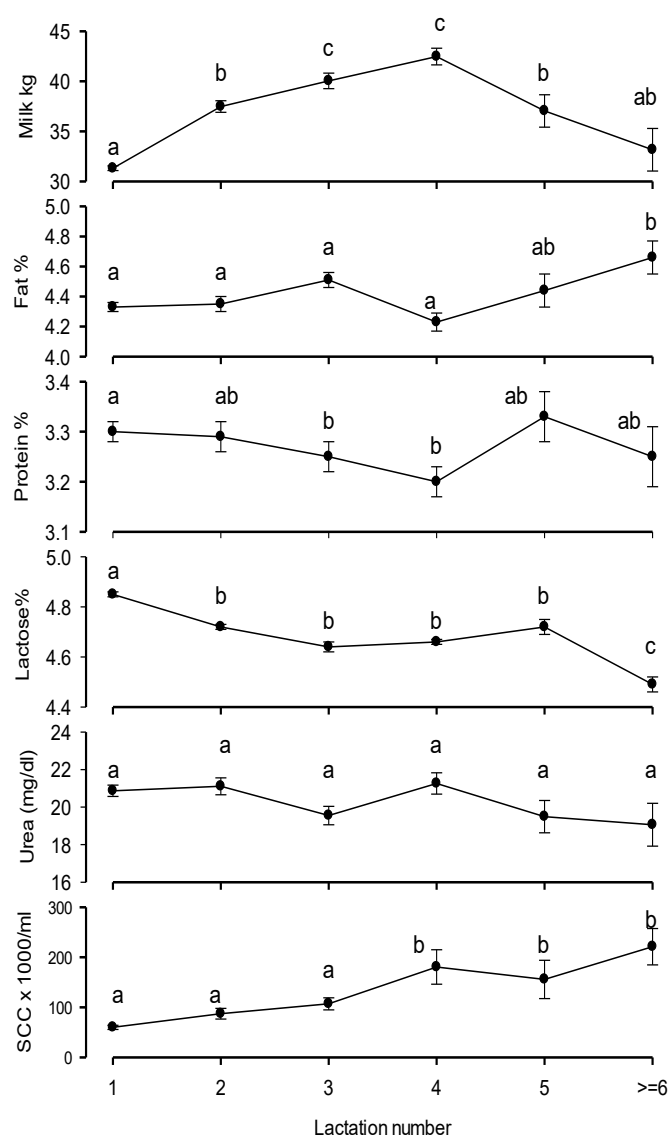 45
40
35
30
Milk kg
a
b
c
c
b
ab
5.0
4.8
4.6
4.4
4.2
4.0
Fat %
a
a
a
a
ab
b
3.4
3.3
3.2
3.1
Protein %
a
ab
b
b
ab
ab
5.0
4.8
4.6
4.4
Lactose%
a
b
b
b
b
c
24
22
20
18
16
Urea (mg/dl)
a
a
a
a
a
a
300
200
100
0
SCC x 1000/ml
a
a
a
b
b
b
1 2 3 4 5 >=6
Lactation number